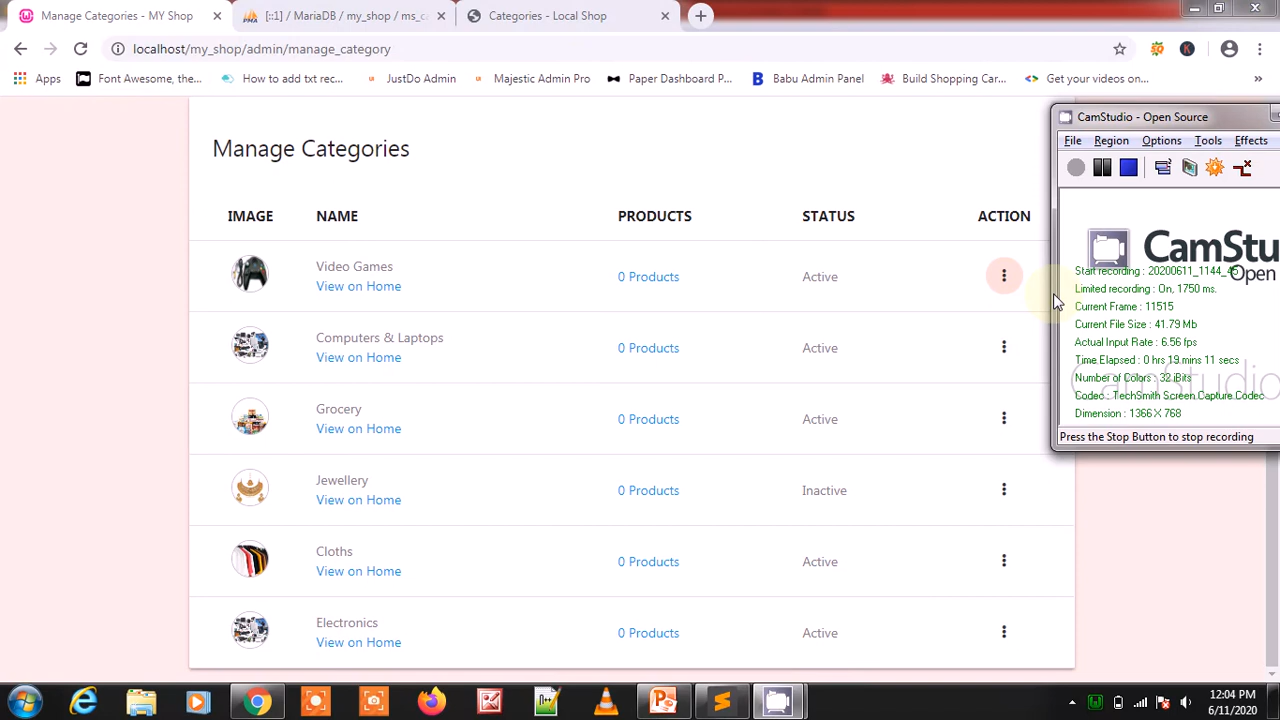 Manage Categories - MY Shop
[::1] / MariaDB / my_shop / ms_c
Categories - Local Shop
localhost/my_shop/admin/manage_category
Apps
Font Awesome, the...
How to add txt rec...
JustDo Admin
Majestic Admin Pro
Paper Dashboard P...
Babu Admin Panel
Build Shopping Car...
Get your videos on...
»
Manage Categories
IMAGE NAME PRODUCTS STATUS ACTION
Video Games
View on Home
0 Products
Active
Computers & Laptops
View on Home
0 Products
Active
Grocery
View on Home
0 Products
Active
Jewellery
View on Home
0 Products
Inactive
Cloths
View on Home
0 Products
Active
Electronics
View on Home
0 Products
Active
CamStudio - Open Source
File Region Options Tools Effects
CamStu
Open
Start recording : 20200611_1144_45
Limited recording : On, 1750 ms.
Current Frame : 11515
Current File Size : 41.79 Mb
Actual Input Rate : 6.56 fps
Time Elapsed : 0 hrs 19 mins 11 secs
Number of Colors : 32 iBits
CamStudio
Codec : TechSmith Screen Capture Codec
Dimension : 1366 X 768
Press the Stop Button to stop recording
12:04 PM
6/11/2020